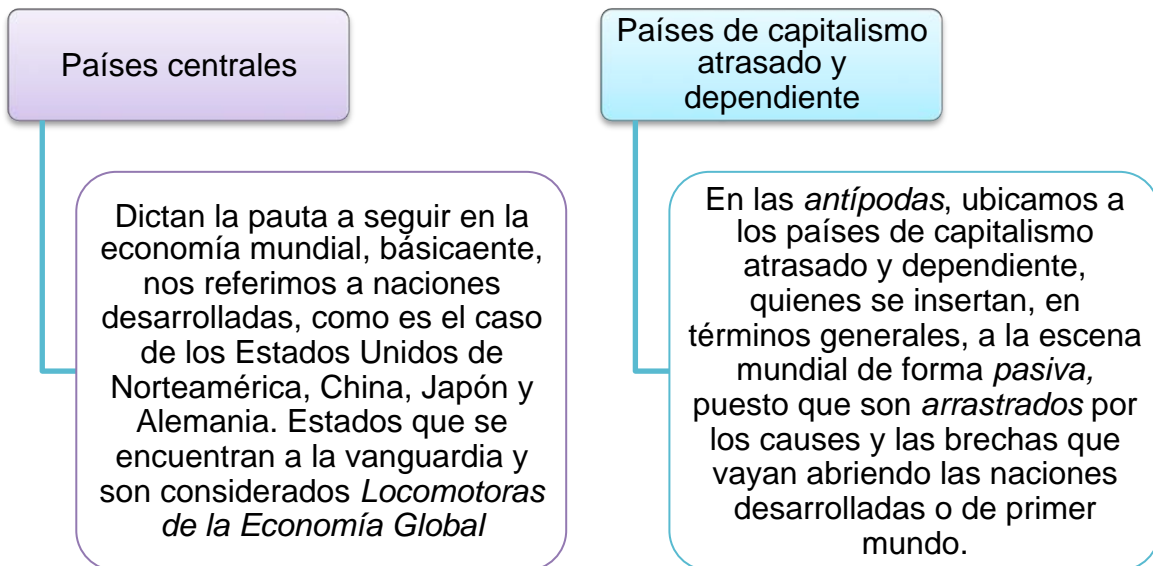 Países centrales
Dictan la pauta a seguir en la
economía mundial, básicaente,
nos referimos a naciones
desarrolladas, como es el caso
de los Estados Unidos de
Norteamérica, China, Japón y
Alemania. Estados que se
encuentran a la vanguardia y
son considerados Locomotoras
de la Economía Global
Países de capitalismo
atrasado y
dependiente
En las antípodas, ubicamos a
los países de capitalismo
atrasado y dependiente,
quienes se insertan, en
términos generales, a la escena
mundial de forma pasiva,
puesto que son arrastrados por
los causes y las brechas que
vayan abriendo las naciones
desarrolladas o de primer
mundo.